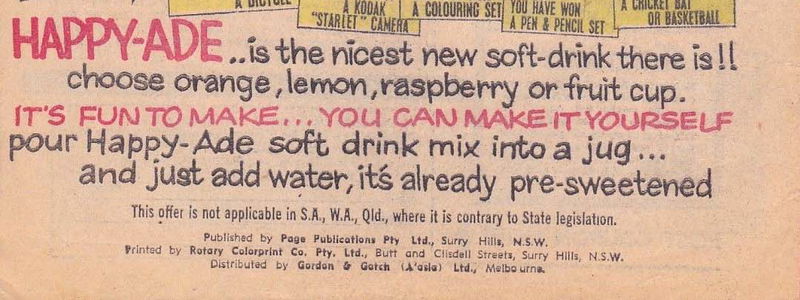 A BICYCLE
A KODAK
"STARLET" CAMERA
A COLOURING SET
YOU HAVE WON
A PEN & PENCIL SET
A CRICKET BAT
OR BASKETBALL
HAPPY-ADE ..is the nicest new soft-drink there is!!
choose orange, lemon, raspberry or fruit cup.
IT'S FUN TO MAKE... YOU CAN MAKE IT YOURSELF
pour Happy-Ade soft drink mix into a jug...
and just add water, it's already pre-sweetened
This offer is not applicable in S.A., W.A., Qld., where it is contrary to State legislation.
Published by Page Publications Pty Ltd., Surry Hills, N.S.W.
Printed by Rotary Colorprint Co. Pty. Ltd., Butt and Clisdell Streets, Surry Hills, N.S.W.
Distributed by Gordon & Gotch (A'asia) Ltd., Melbourne.